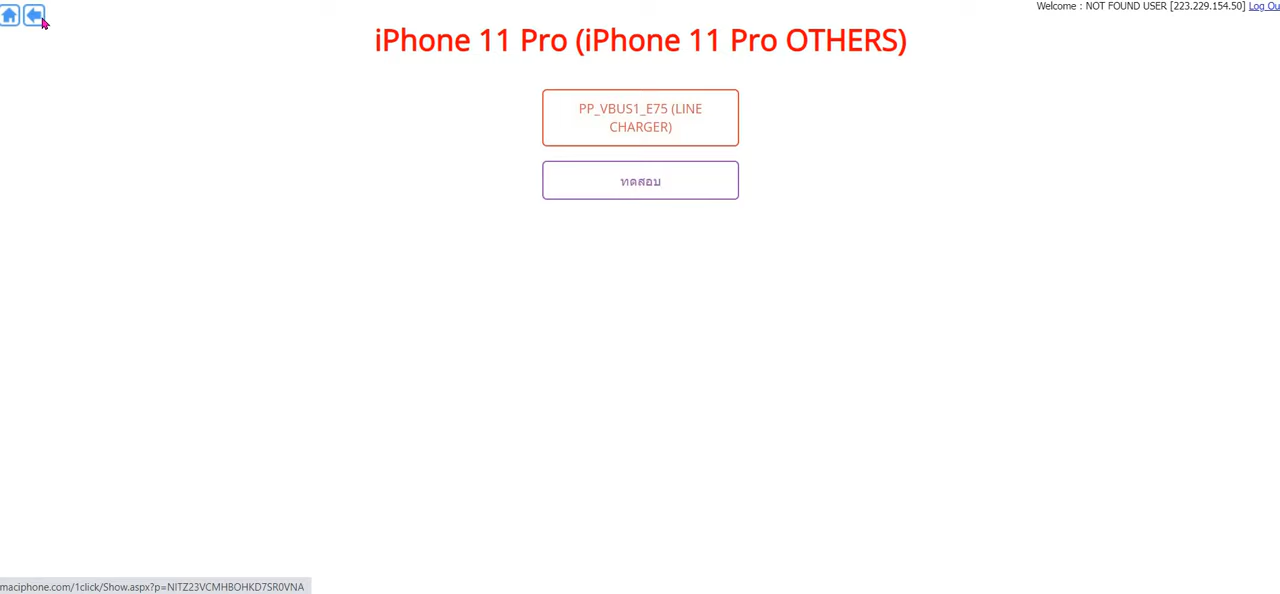 Welcome : NOT FOUND USER [223.229.154.50] Log Ou
iPhone 11 Pro (iPhone 11 Pro OTHERS)
PP_VBUS1_E75 (LINE
CHARGER)
ทดสอบ
maciphone.com/1click/Show.aspx?p=NITZ23VCMHBOHKD7SR0VNA